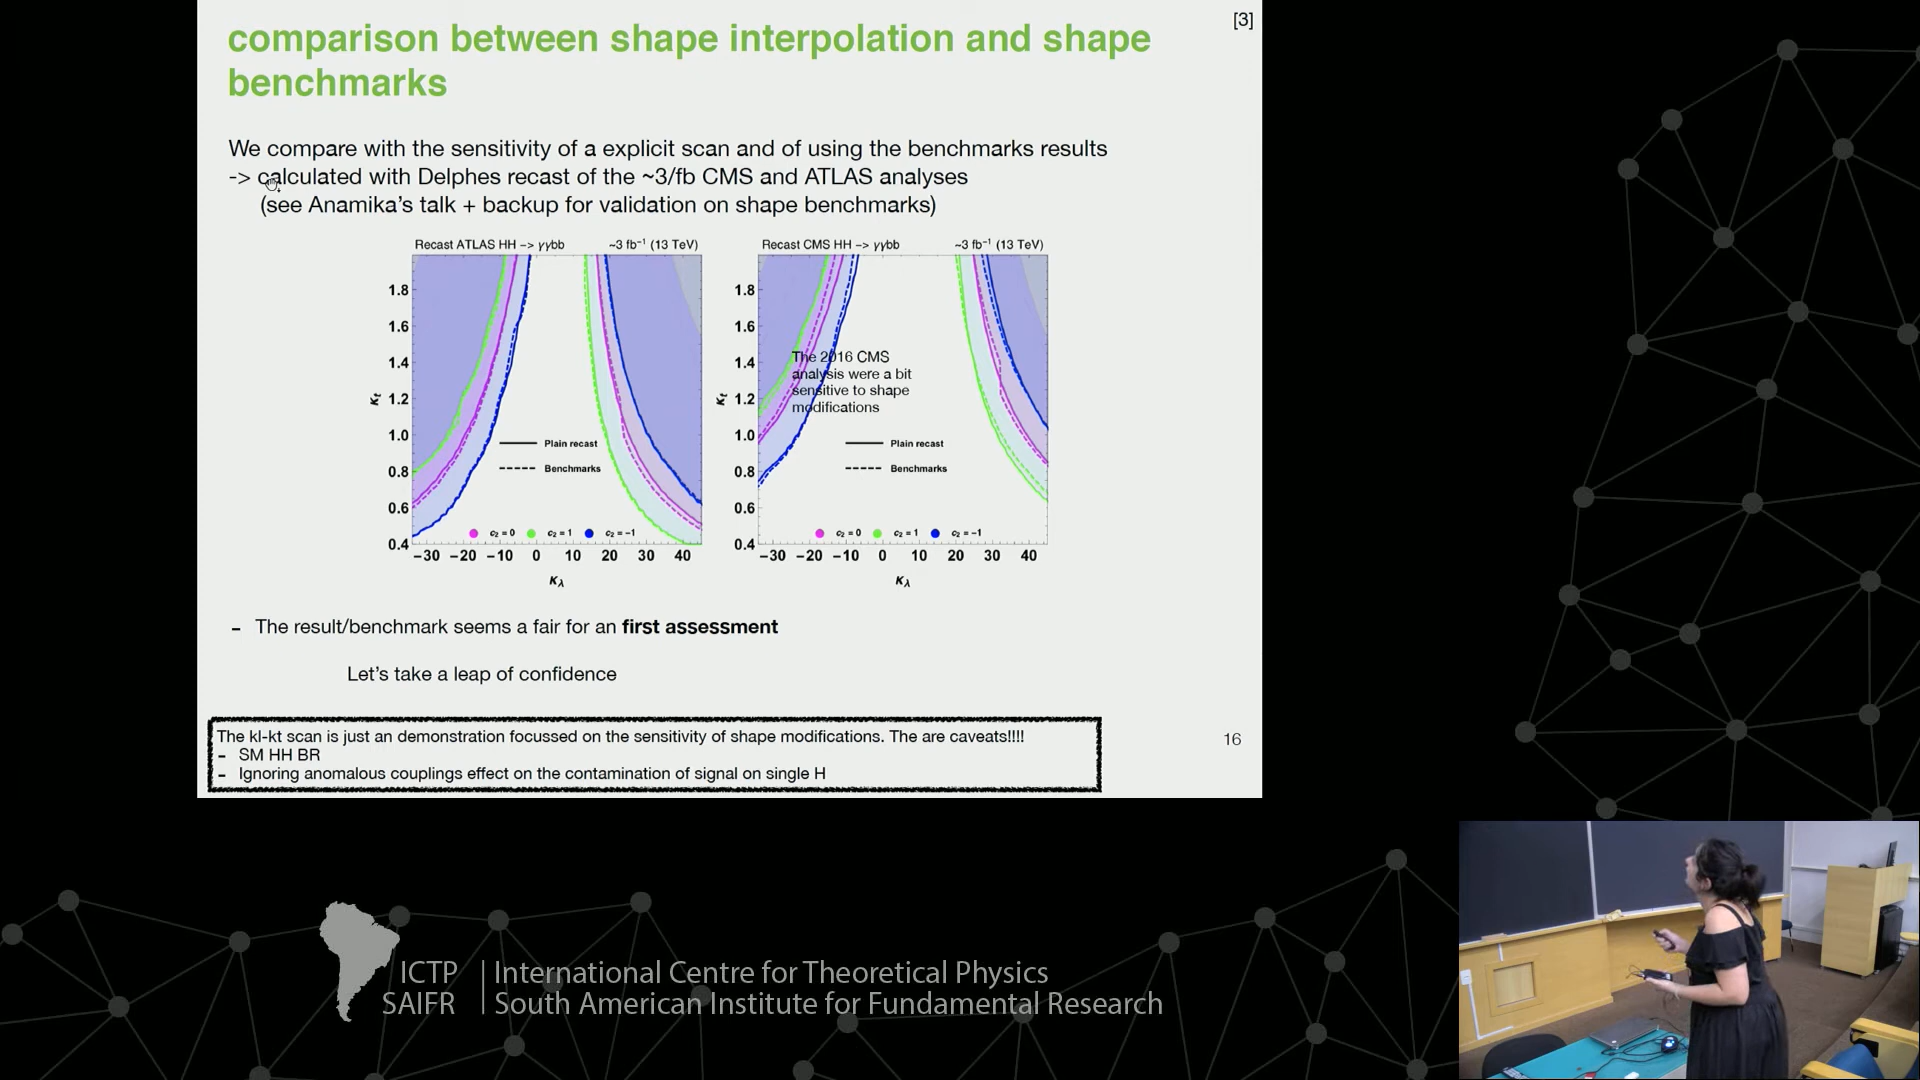 [3]
comparison between shape interpolation and shape
benchmarks
We compare with the sensitivity of a explicit scan and of using the benchmarks results
-> calculated with Delphes recast of the ~3/fb CMS and ATLAS analyses
(see Anamika's talk + backup for validation on shape benchmarks)
Recast ATLAS HH -> γγbb ~3 fb⁻¹ (13 TeV)
1.8
1.6
1.4
1.2
1.0
0.8
0.6
0.4
κt
Plain recast
Benchmarks
c₂ = 0 c₂ = 1 c₂ = -1
-30 -20 -10 0 10 20 30 40
κλ
Recast CMS HH -> γγbb ~3 fb⁻¹ (13 TeV)
1.8
1.6
1.4
1.2
1.0
0.8
0.6
0.4
κt
The 2016 CMS
analysis were a bit
sensitive to shape
modifications
Plain recast
Benchmarks
c₂ = 0 c₂ = 1 c₂ = -1
-30 -20 -10 0 10 20 30 40
κλ
- The result/benchmark seems a fair for an first assessment
Let's take a leap of confidence
The kl-kt scan is just an demonstration focussed on the sensitivity of shape modifications. The are caveats!!!!
- SM HH BR
- Ignoring anomalous couplings effect on the contamination of signal on single H
16
ICTP International Centre for Theoretical Physics
SAIFR South American Institute for Fundamental Research